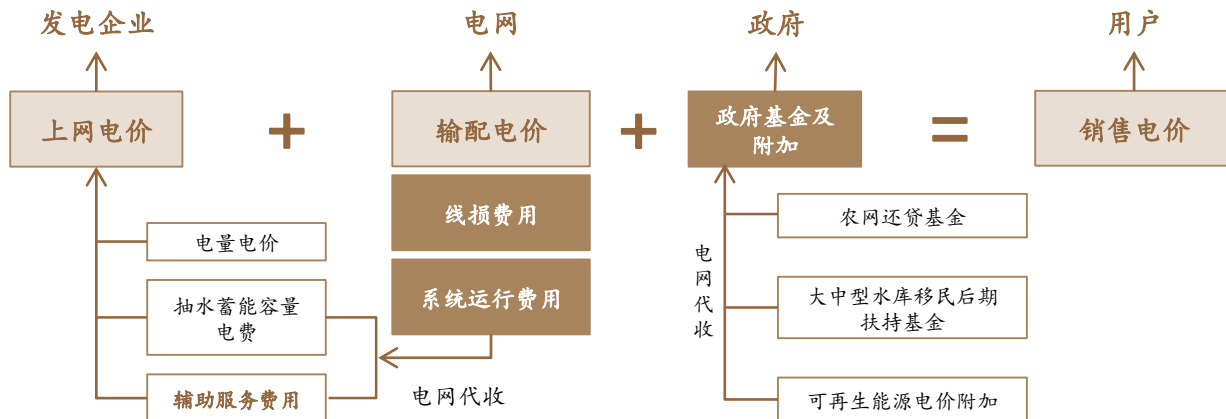 发电企业
电网
政府
用户
上网电价
+
输配电价
+
政府基金及
附加
=
销售电价
线损费用
系统运行费用
电量电价
抽水蓄能容量
电费
辅助服务费用
电网代收
电网代收
农网还贷基金
大中型水库移民后期
扶持基金
可再生能源电价附加